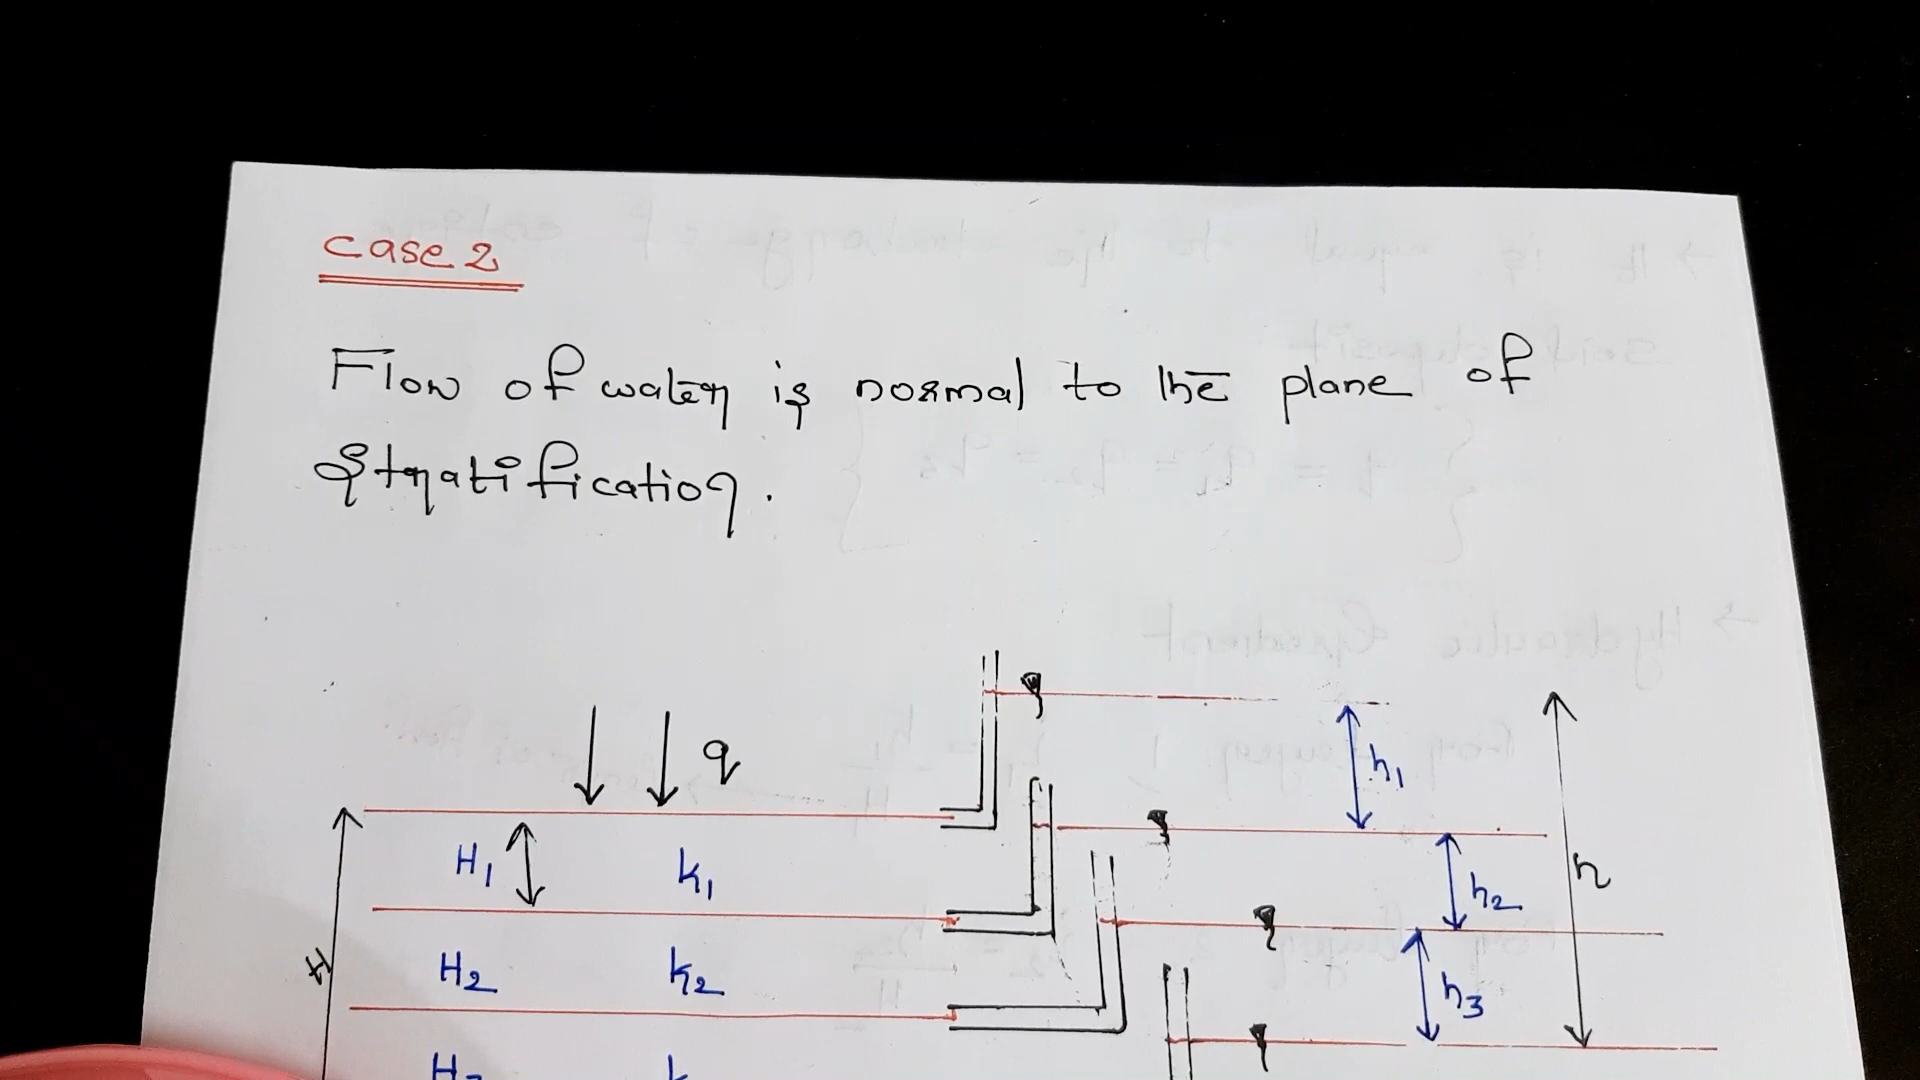 Case 2
Flow of water is normal to the plane of
Stratification.
q
h1
H1 k1
h
h2
H
H2 k2
h3